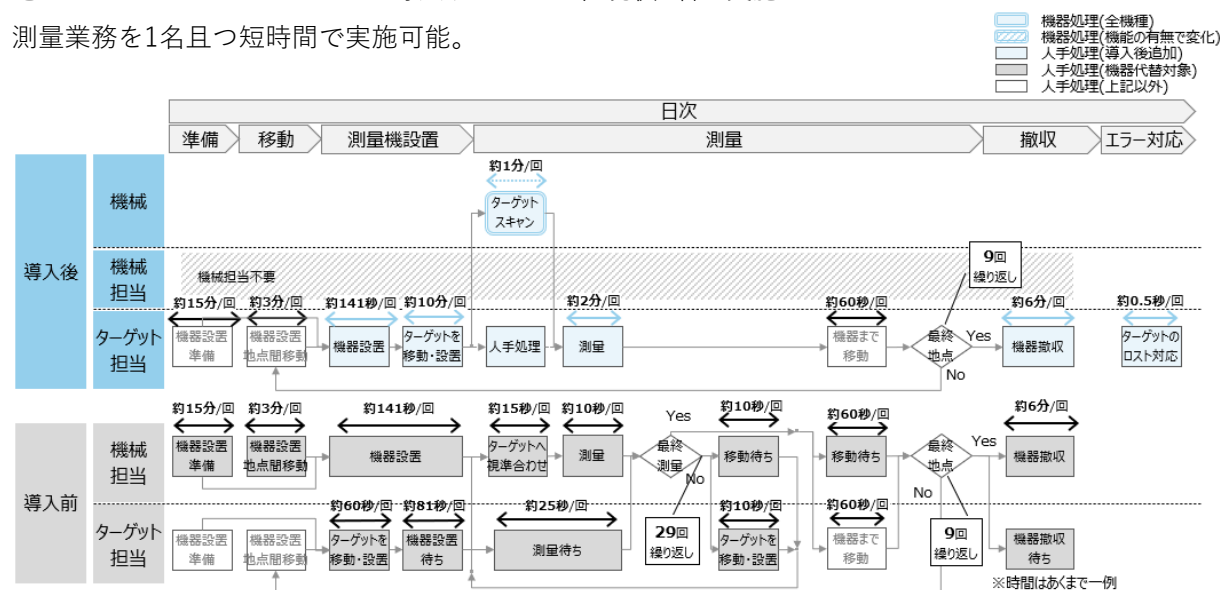 測量業務を1名且つ短時間で実施可能。
機器処理(全機種)
機器処理(機能の有無で変化)
人手処理(導入後追加)
人手処理(機器代替対象)
人手処理(上記以外)
日次
準備
移動
測量機設置
測量
撤収
エラー対応
導入後
機械
約1分/回
ターゲット
スキャン
機械
担当
機械担当不要
9回
繰り返し
ターゲット
担当
約15分/回
約3分/回
約141秒/回
約10分/回
約2分/回
約60秒/回
約6分/回
約0.5秒/回
機器設置
準備
機器設置
地点間移動
機器設置
ターゲットを
移動・設置
人手処理
測量
機器まで
移動
最終
地点
Yes
No
機器撤収
ターゲットの
ロスト対応
導入前
機械
担当
約15分/回
約3分/回
約141秒/回
約15秒/回
約10秒/回
Yes
約10秒/回
約60秒/回
約6分/回
機器設置
準備
機器設置
地点間移動
機器設置
ターゲットへ
視準合わせ
測量
最終
測量
No
移動待ち
移動待ち
最終
地点
Yes
No
機器撤収
ターゲット
担当
約60秒/回
約81秒/回
約25秒/回
29回
繰り返し
約10秒/回
約60秒/回
9回
繰り返し
機器設置
準備
機器設置
地点間移動
ターゲットを
移動・設置
機器設置
待ち
測量待ち
ターゲットを
移動・設置
機器まで
移動
機器撤収
待ち
※時間はあくまで一例